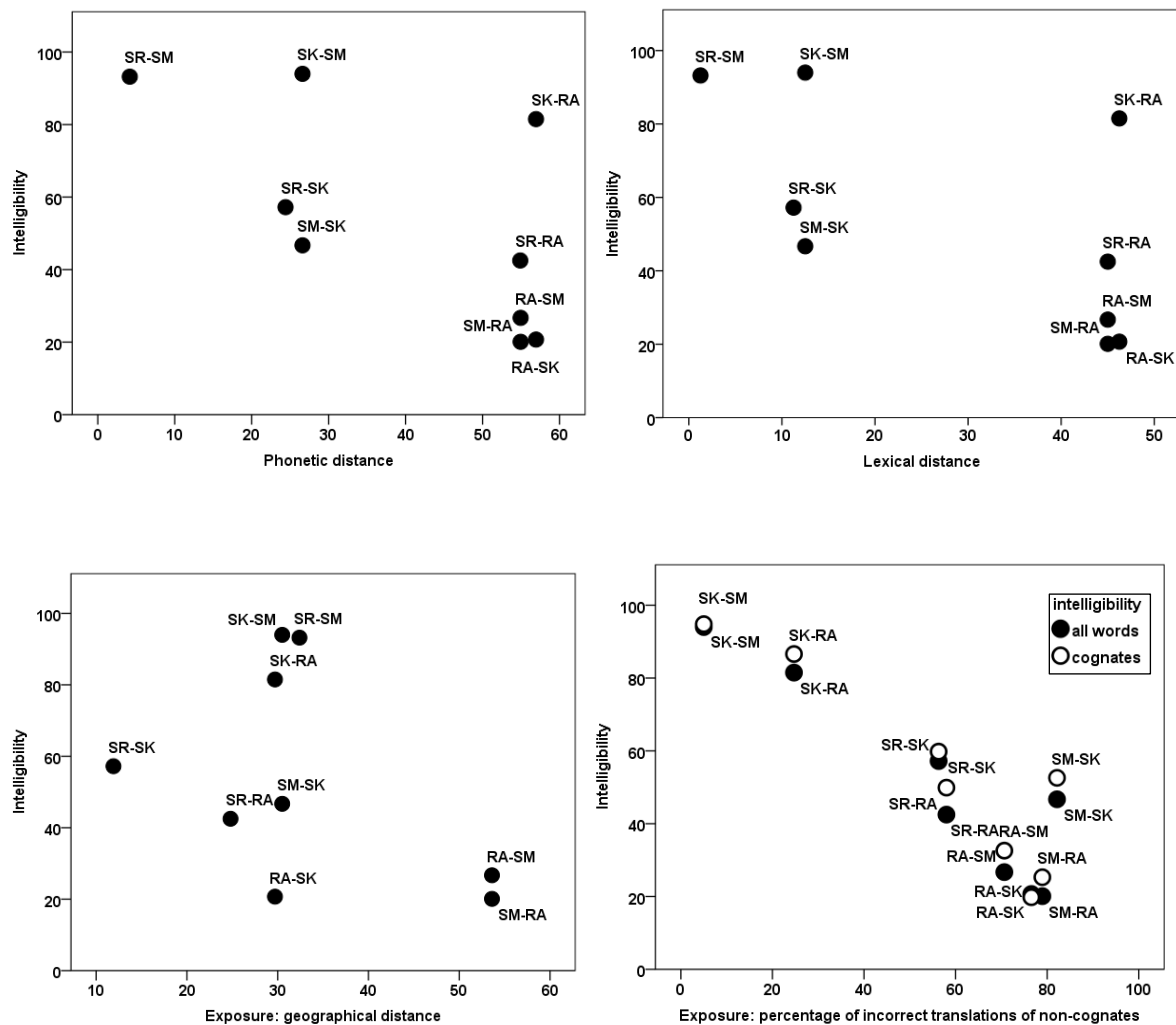 100
80
60
40
20
0
Intelligibility
SR-SM
SK-SM
SK-RA
SR-SK
SM-SK
SR-RA
RA-SM
SM-RA
RA-SK
0 10 20 30 40 50 60
Phonetic distance
100
80
60
40
20
0
Intelligibility
SR-SM
SK-SM
SK-RA
SR-SK
SM-SK
SR-RA
RA-SM
SM-RA
RA-SK
0 10 20 30 40 50
Lexical distance
100
80
60
40
20
0
Intelligibility
SK-SM SR-SM
SK-RA
SR-SK
SM-SK
SR-RA
RA-SK
RA-SM
SM-RA
10 20 30 40 50 60
Exposure: geographical distance
100
80
60
40
20
0
Intelligibility
intelligibility
all words
cognates
SK-SM
SK-SM
SK-RA
SK-RA
SR-SK
SR-SK
SM-SK
SM-SK
SR-RA
SR-RA RA-SM
RA-SM
SM-RA
RA-SK
RA-SK
SM-RA
0 20 40 60 80 100
Exposure: percentage of incorrect translations of non-cognates